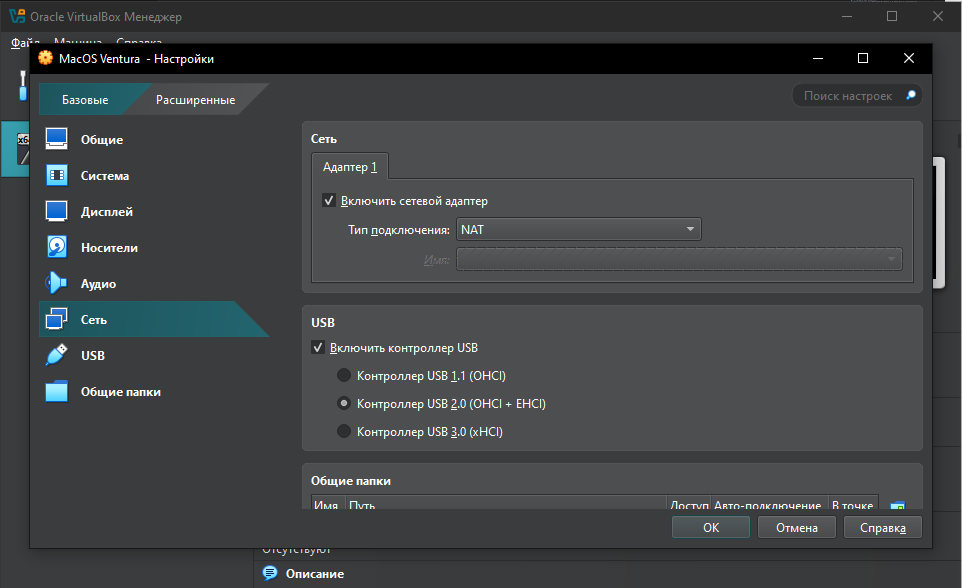 Oracle VirtualBox Менеджер
Файл Машина Справка
MacOS Ventura - Настройки
Базовые Расширенные
Поиск настроек
Общие
Система
Дисплей
Носители
Аудио
Сеть
USB
Общие папки
Сеть
Адаптер 1
Включить сетевой адаптер
Тип подключения: NAT
Имя:
USB
Включить контроллер USB
Контроллер USB 1.1 (OHCI)
Контроллер USB 2.0 (OHCI + EHCI)
Контроллер USB 3.0 (xHCI)
Общие папки
Имя Путь Доступ Авто-подключение В точке
OK Отмена Справка
Отсутствуют
Описание